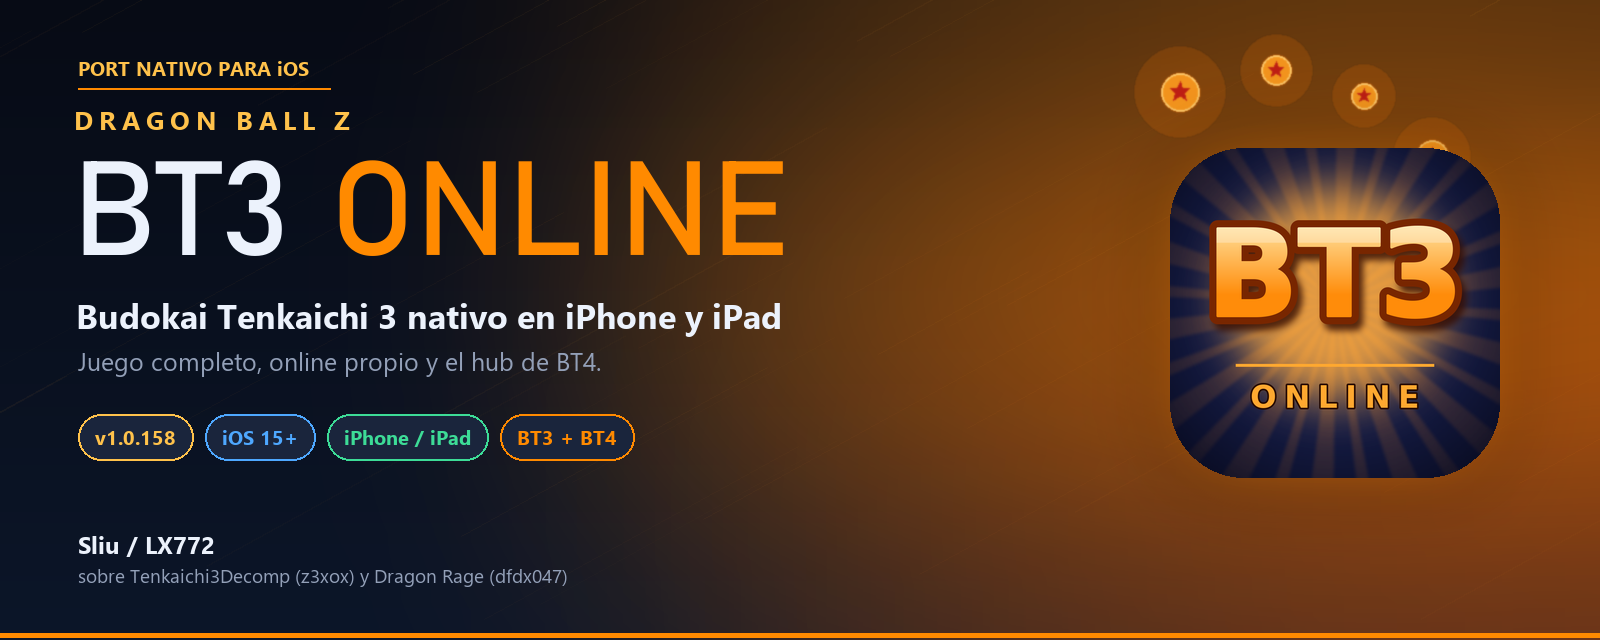 PORT NATIVO PARA iOS
DRAGON BALL Z
BT3 ONLINE
Budokai Tenkaichi 3 nativo en iPhone y iPad
Juego completo, online propio y el hub de BT4.
v1.0.158
iOS 15+
iPhone / iPad
BT3 + BT4
Sliu / LX772
sobre Tenkaichi3Decomp (z3xox) y Dragon Rage (dfdx047)
BT3
ONLINE